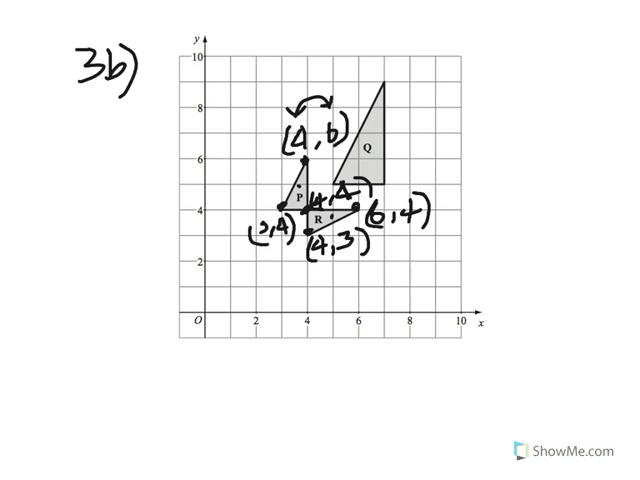 3b)
y
10
8
(4,6)
6
Q
P
(4,4)
4
R
(3,4)
(6,4)
(4,3)
2
O
2 4 6 8 10
x
ShowMe.com